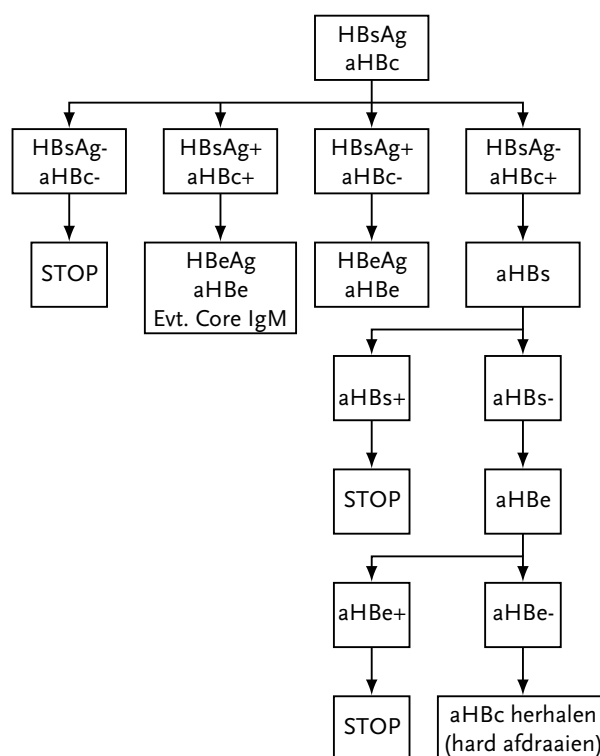 HBsAg
aHBc
HBsAg-
aHBc-
HBsAg+
aHBc+
HBsAg+
aHBc-
HBsAg-
aHBc+
STOP
HBeAg
aHBe
Evt. Core IgM
HBeAg
aHBe
aHBs
aHBs+
aHBs-
STOP
aHBe
aHBe+
aHBe-
STOP
aHBc herhalen
(hard afdraaien)